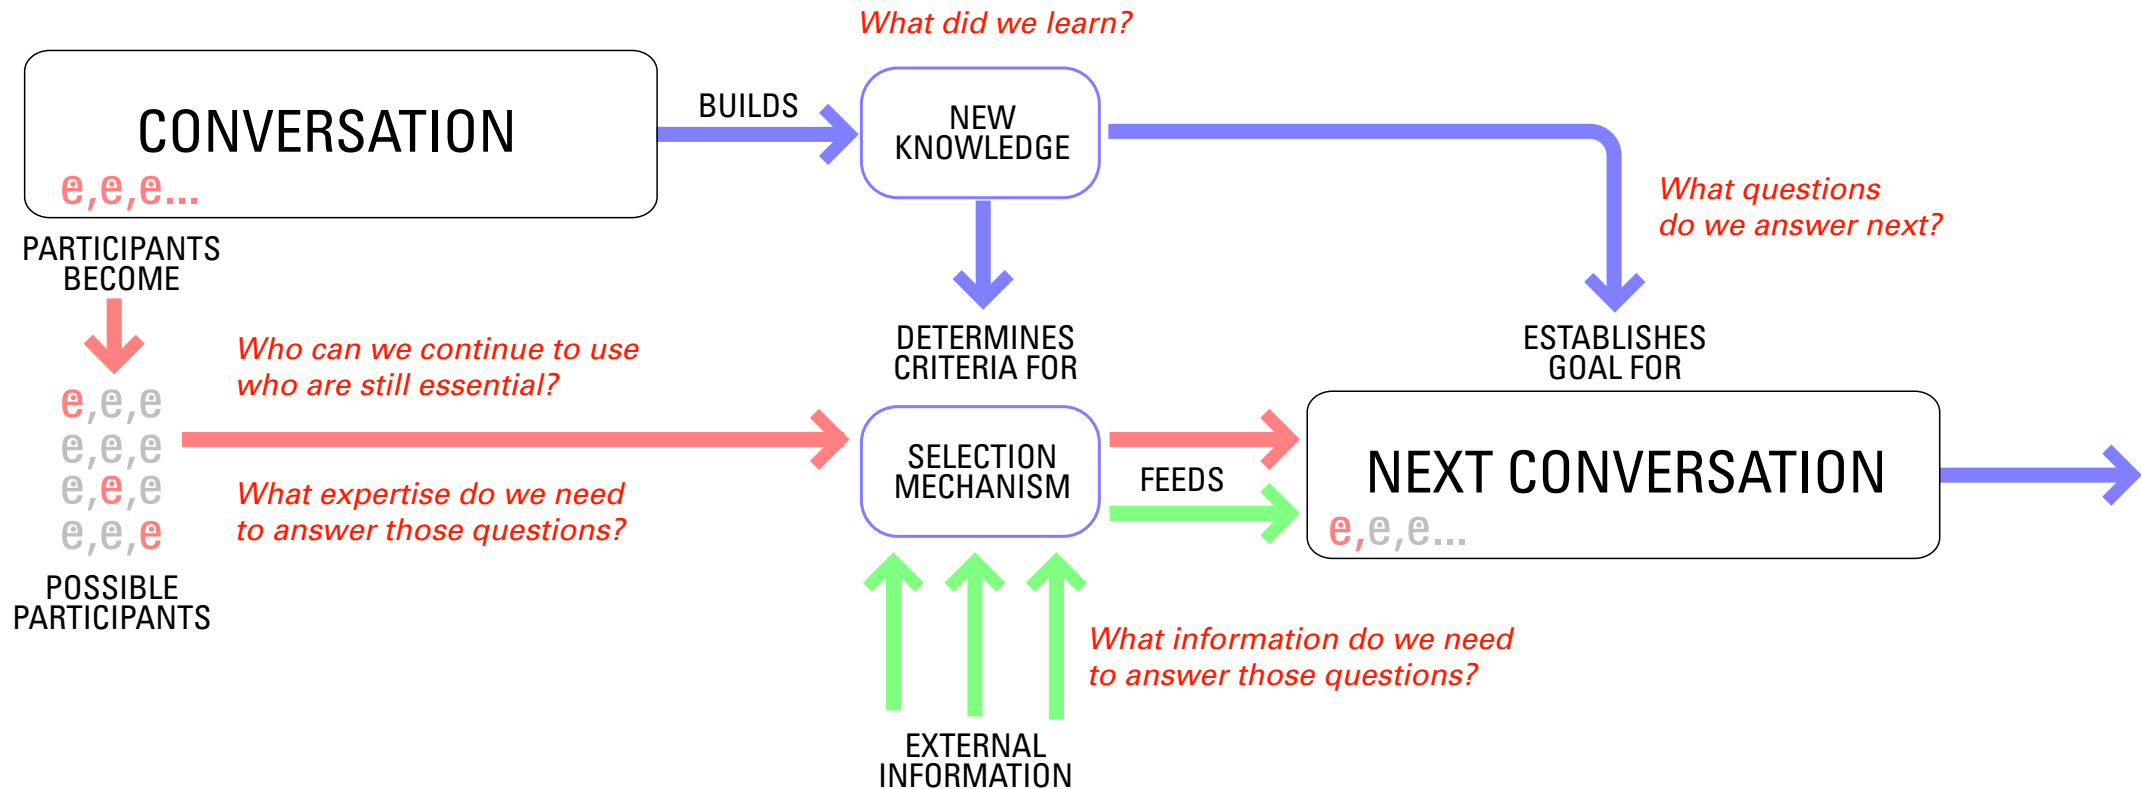 What did we learn?
CONVERSATION
e,e,e...
BUILDS
NEW
KNOWLEDGE
What questions
do we answer next?
PARTICIPANTS
BECOME
Who can we continue to use
who are still essential?
DETERMINES
CRITERIA FOR
ESTABLISHES
GOAL FOR
e,e,e
e,e,e
e,e,e
e,e,e
What expertise do we need
to answer those questions?
SELECTION
MECHANISM
FEEDS
NEXT CONVERSATION
e,e,e...
POSSIBLE
PARTICIPANTS
What information do we need
to answer those questions?
EXTERNAL
INFORMATION